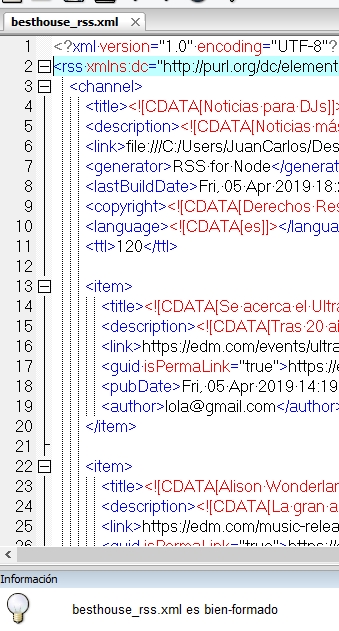 besthouse_rss.xml ×
1 <?xml version="1.0" encoding="UTF-8"?
2 <rss xmlns:dc="http://purl.org/dc/element
3 <channel>
4 <title><![CDATA[Noticias para DJs]]>
5 <description><![CDATA[Noticias más
6 <link>file:///C:/Users/JuanCarlos/Des
7 <generator>RSS for Node</genera
8 <lastBuildDate>Fri, 05 Apr 2019 18:2
9 <copyright><![CDATA[Derechos Res
10 <language><![CDATA[es]]></langua
11 <ttl>120</ttl>
12
13 <item>
14 <title><![CDATA[Se acerca el Ultra
15 <description><![CDATA[Tras 20 añ
16 <link>https://edm.com/events/ultra
17 <guid isPermaLink="true">https://e
18 <pubDate>Fri, 05 Apr 2019 14:19
19 <author>lola@gmail.com</author>
20 </item>
21
22 <item>
23 <title><![CDATA[Alison Wonderlan
24 <description><![CDATA[La gran a
25 <link>https://edm.com/music-relea
26 <guid isPermaLink="true">https://e
Información
besthouse_rss.xml es bien-formado